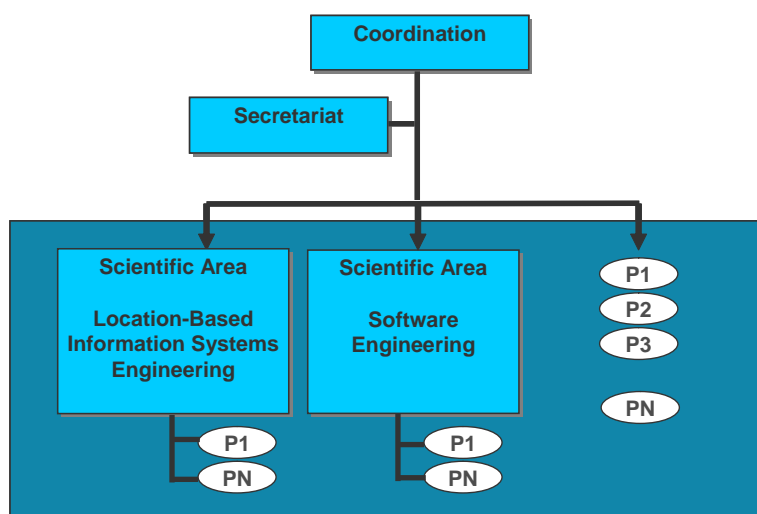 Coordination
Secretariat
Scientific Area
Location-Based
Information Systems
Engineering
P1
PN
Scientific Area
Software
Engineering
P1
PN
P1
P2
P3
PN